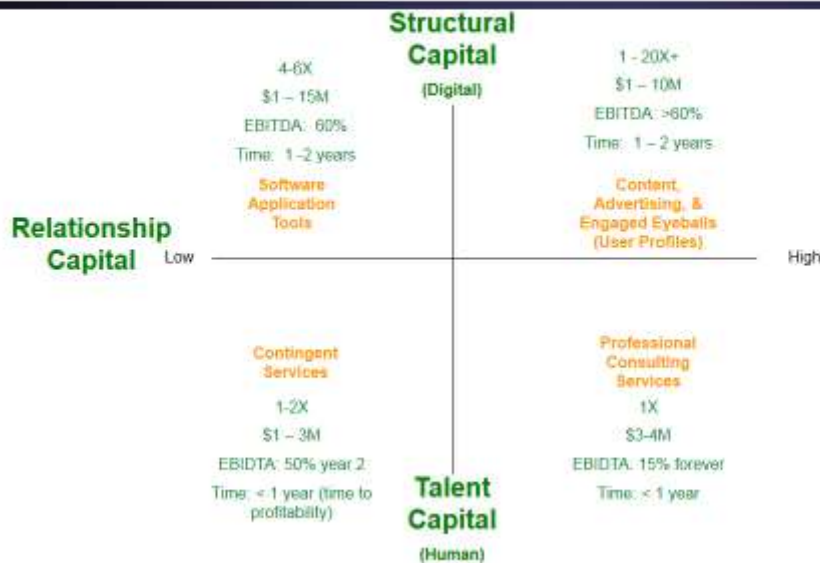 Structural
Capital
(Digital)
4-6X
$1 – 15M
EBITDA: 60%
Time: 1 –2 years
Software
Application
Tools
1 - 20X+
$1 – 10M
EBITDA: >60%
Time: 1 – 2 years
Content,
Advertising, &
Engaged Eyeballs
(User Profiles)
Relationship
Capital
Low
High
Contingent
Services
1-2X
$1 – 3M
EBIDTA: 50% year 2
Time: < 1 year (time to
profitability)
Professional
Consulting
Services
1X
$3-4M
EBIDTA: 15% forever
Time: < 1 year
Talent
Capital
(Human)